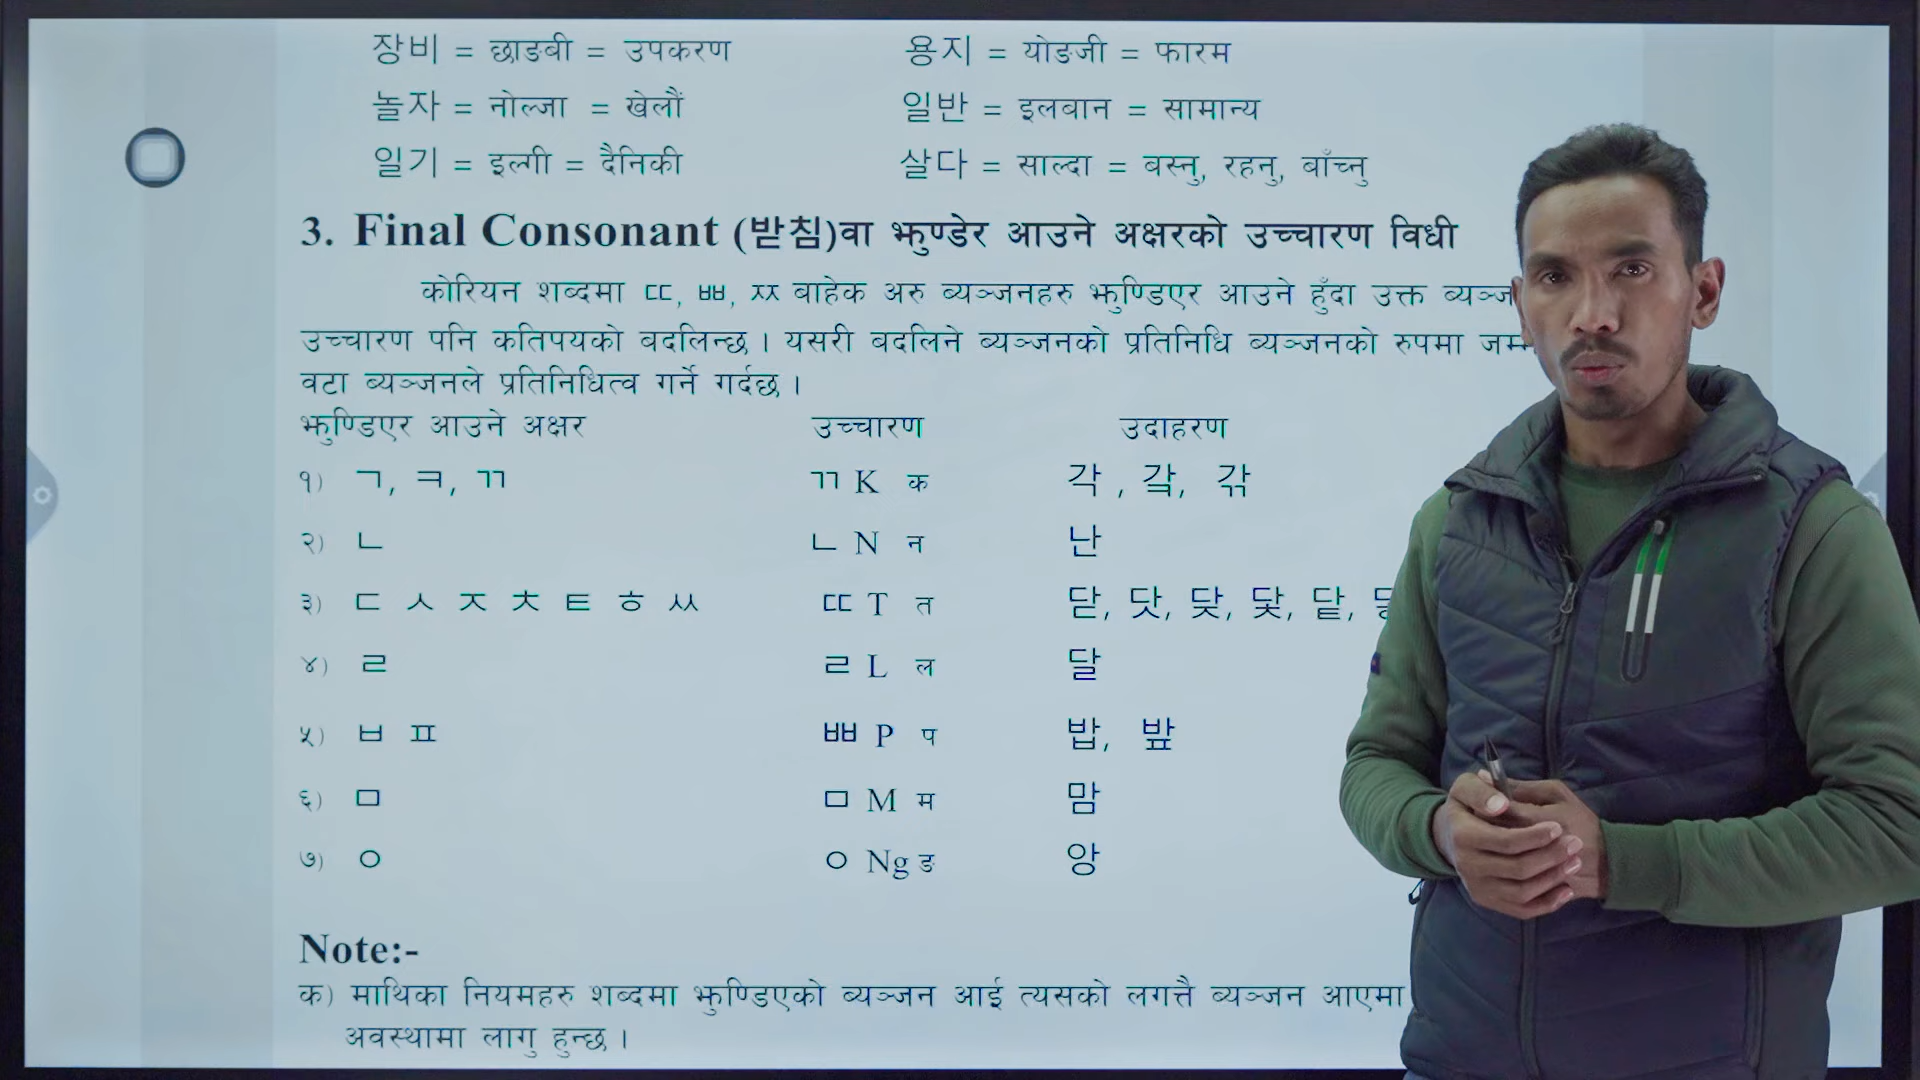 장비 = छाङबी = उपकरण 용지 = योङजी = फारम
놀자 = नोल्जा = खेलौं 일반 = इलबान = सामान्य
일기 = इल्गी = दैनिकी 살다 = साल्दा = बस्नु, रहनु, बाँच्नु
3. Final Consonant (받침)वा झुण्डेर आउने अक्षरको उच्चारण विधी
कोरियन शब्दमा ㄸ, ㅃ, ㅉ बाहेक अरु ब्यञ्जनहरु झुण्डिएर आउने हुँदा उक्त
उच्चारण पनि कतिपयको बदलिन्छ । यसरी बदलिने ब्यञ्जनको प्रतिनिधि ब्यञ्जनको रुपमा
वटा ब्यञ्जनले प्रतिनिधित्व गर्ने गर्दछ ।
झुण्डिएर आउने अक्षर उच्चारण उदाहरण
१) ㄱ, ㅋ, ㄲ ㄲ K क 각 , 갘, 갂
२) ㄴ ㄴ N न 난
३) ㄷ ㅅ ㅈ ㅊ ㅌ ㅎ ㅆ ㄸ T त 닫, 닷, 닺, 닻, 닽,
४) ㄹ ㄹ L ल 달
५) ㅂ ㅍ ㅃ P प 밥, 밮
६) ㅁ ㅁ M म 맘
७) ㅇ ㅇ Ng ङ 앙
Note:-
क) माथिका नियमहरु शब्दमा झुण्डिएको ब्यञ्जन आई त्यसको लगत्तै ब्यञ्जन आएमा
अवस्थामा लागु हुन्छ ।